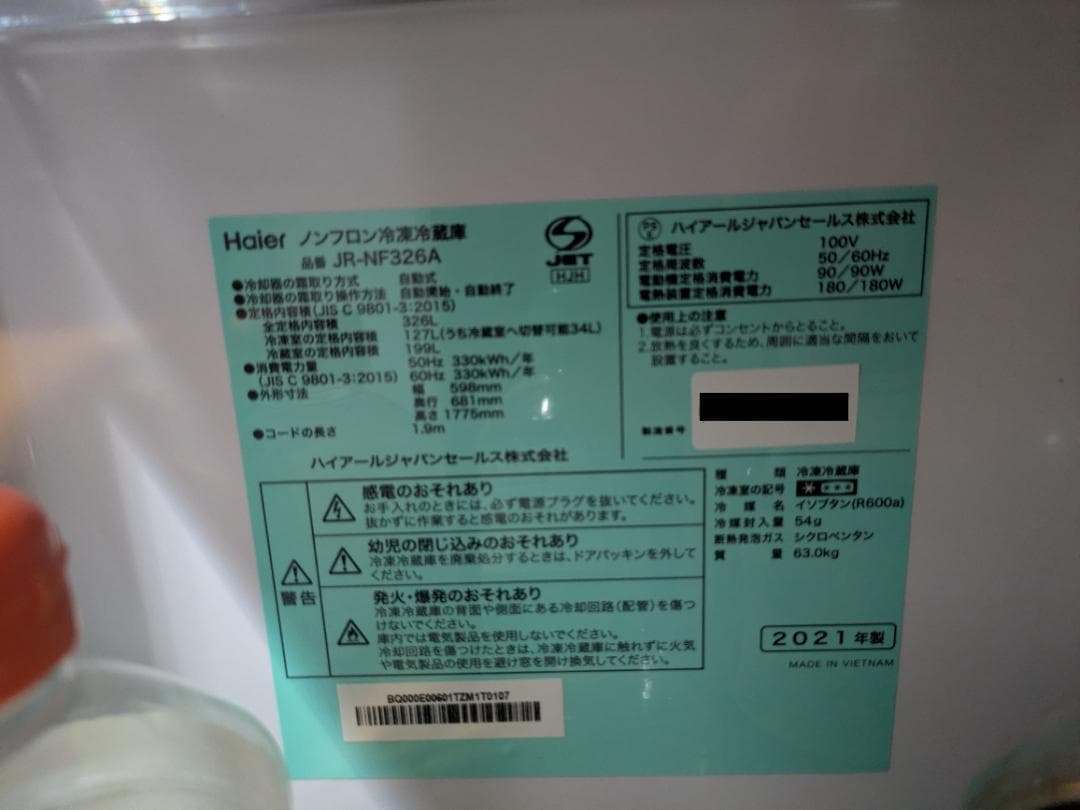 Haier ノンフロン冷凍冷蔵庫
品番 JR-NF326A
JET
HJH
●冷却器の霜取り方式 自動式
●冷却器の霜取り操作方法 自動開始・自動終了
●定格内容積(JIS C 9801-3:2015)
全定格内容積 326L
冷凍室の定格内容積 127L(うち冷蔵室へ切替可能34L)
冷蔵室の定格内容積 199L
●消費電力量 50Hz 330kWh/年
(JIS C 9801-3:2015) 60Hz 330kWh/年
●外形寸法 幅 598mm
奥行 681mm
高さ 1775mm
●コードの長さ 1.9m
ハイアールジャパンセールス株式会社
警告
感電のおそれあり
お手入れのときには、必ず電源プラグを抜いてください。
抜かずに作業すると感電のおそれがあります。
幼児の閉じ込みのおそれあり
冷凍冷蔵庫を廃棄処分するときは、ドアパッキンを外して
ください。
発火・爆発のおそれあり
冷凍冷蔵庫の背面や側面にある冷却回路(配管)を傷つ
けないでください。
庫内では電気製品を使用しないでください。
冷却回路を傷つけたときは、冷凍冷蔵庫に触れずに火気
や電気製品の使用を避け窓を開け換気してください。
BQ000E00601TZM1T0107
ハイアールジャパンセールス株式会社
定格電圧 100V
定格周波数 50/60Hz
電動機定格消費電力 90/90W
電熱装置定格消費電力 180/180W
●使用上の注意
1.電源は必ずコンセントからとること。
2.放熱を良くするため、周囲に適当な間隔をおいて
設置すること。
製造番号
種類 冷凍冷蔵庫
冷凍室の記号
冷媒名 イソブタン(R600a)
冷媒封入量 54g
断熱発泡ガス シクロペンタン
質量 63.0kg
2021年製
MADE IN VIETNAM